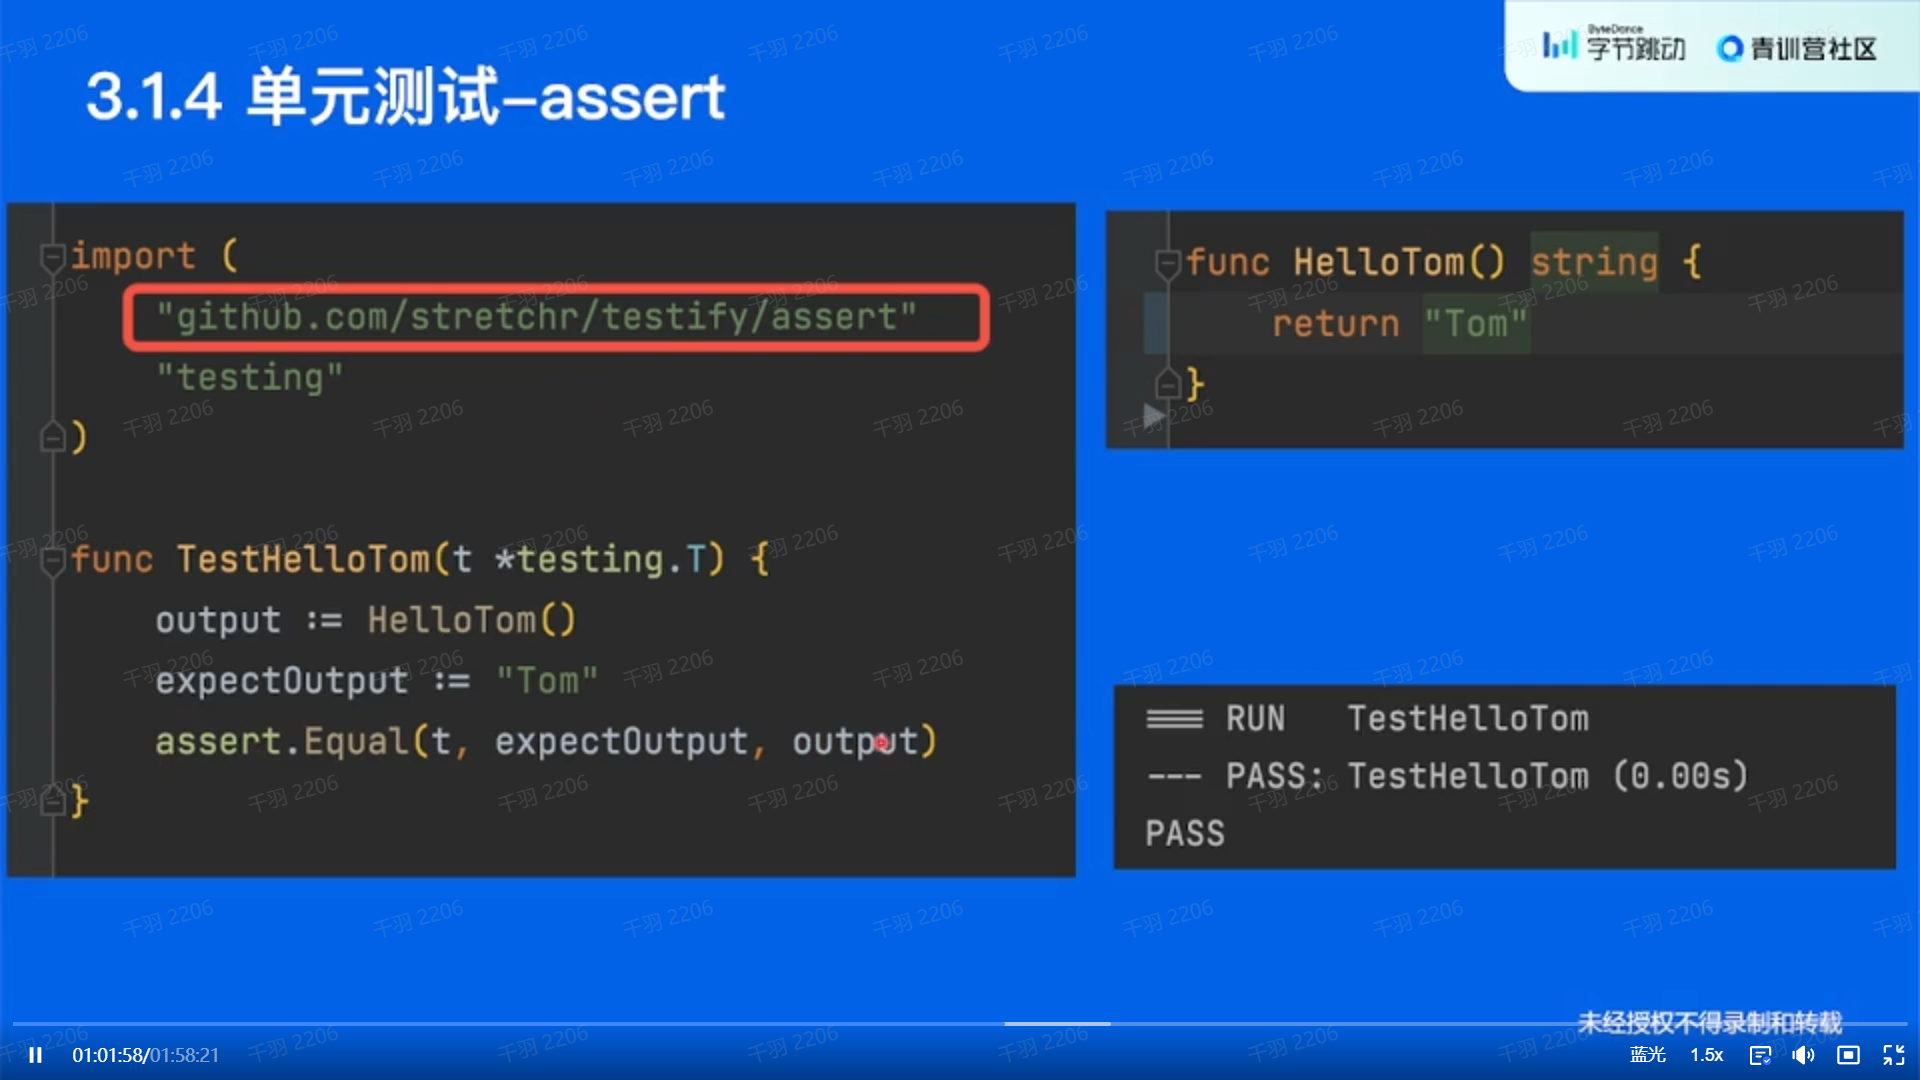 ByteDance
字节跳动
青训营社区
3.1.4 单元测试-assert
import (
"github.com/stretchr/testify/assert"
"testing"
)
func TestHelloTom(t *testing.T) {
output := HelloTom()
expectOutput := "Tom"
assert.Equal(t, expectOutput, output)
}
func HelloTom() string {
return "Tom"
}
=== RUN TestHelloTom
--- PASS: TestHelloTom (0.00s)
PASS
千羽 2206
未经授权不得录制和转载
01:01:58/01:58:21
蓝光 1.5x